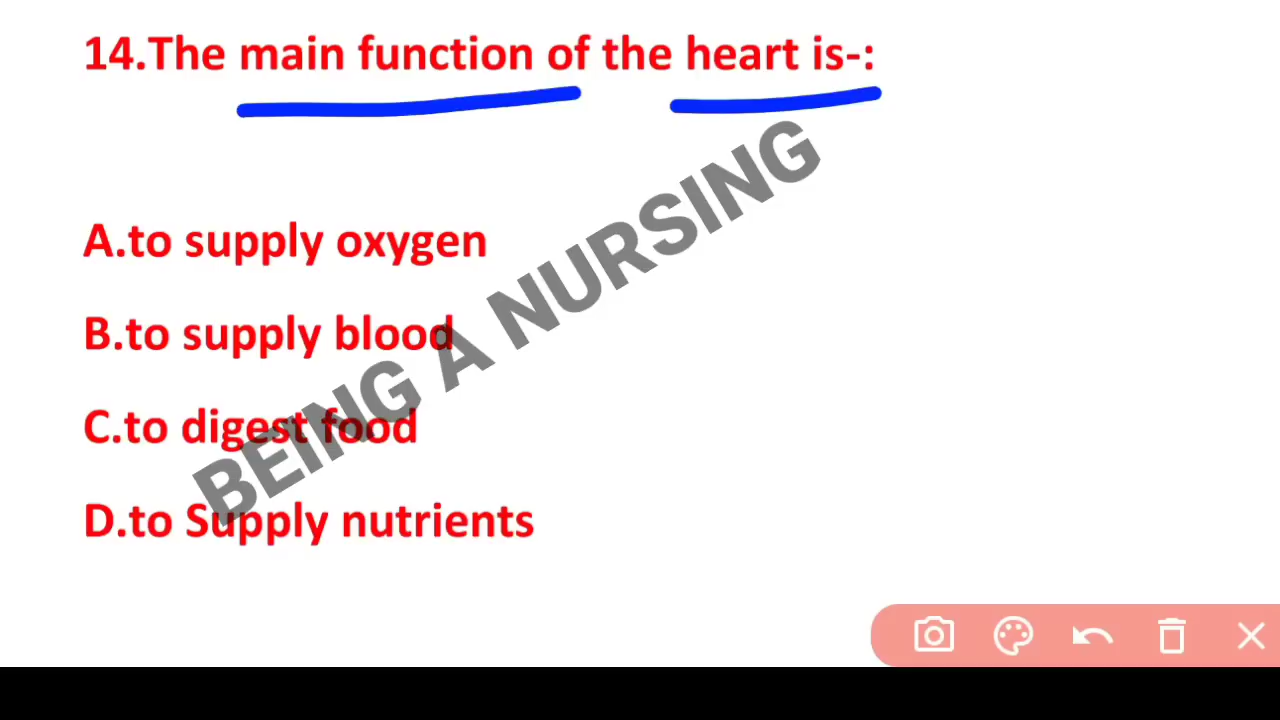 14.The main function of the heart is-:
A.to supply oxygen
B.to supply blood
C.to digest food
D.to Supply nutrients
BEING A NURSING